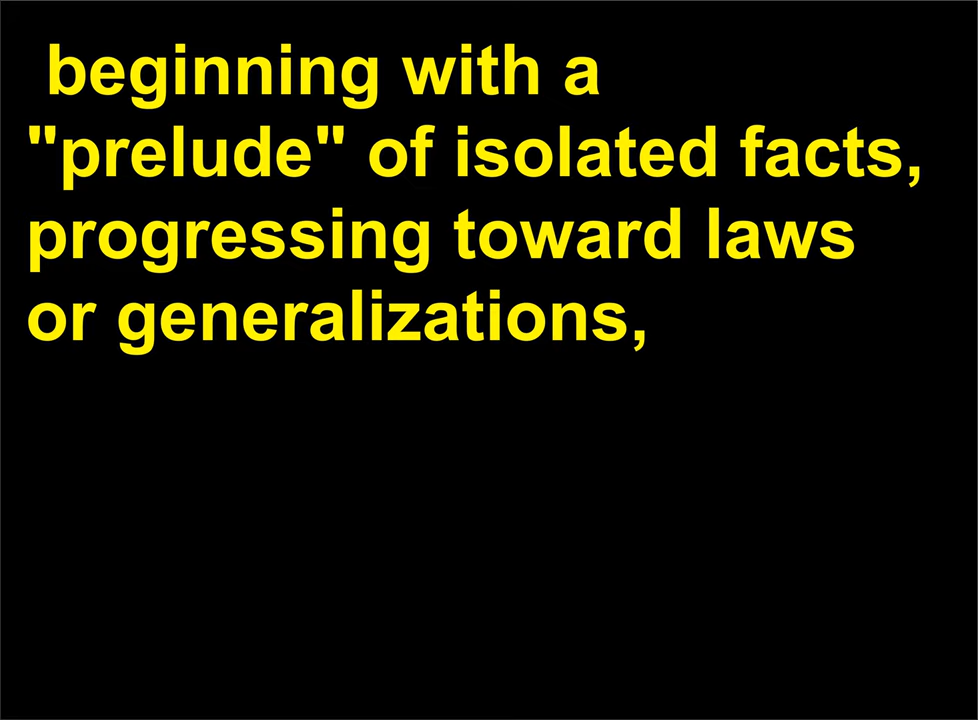 beginning with a
"prelude" of isolated facts,
progressing toward laws
or generalizations,